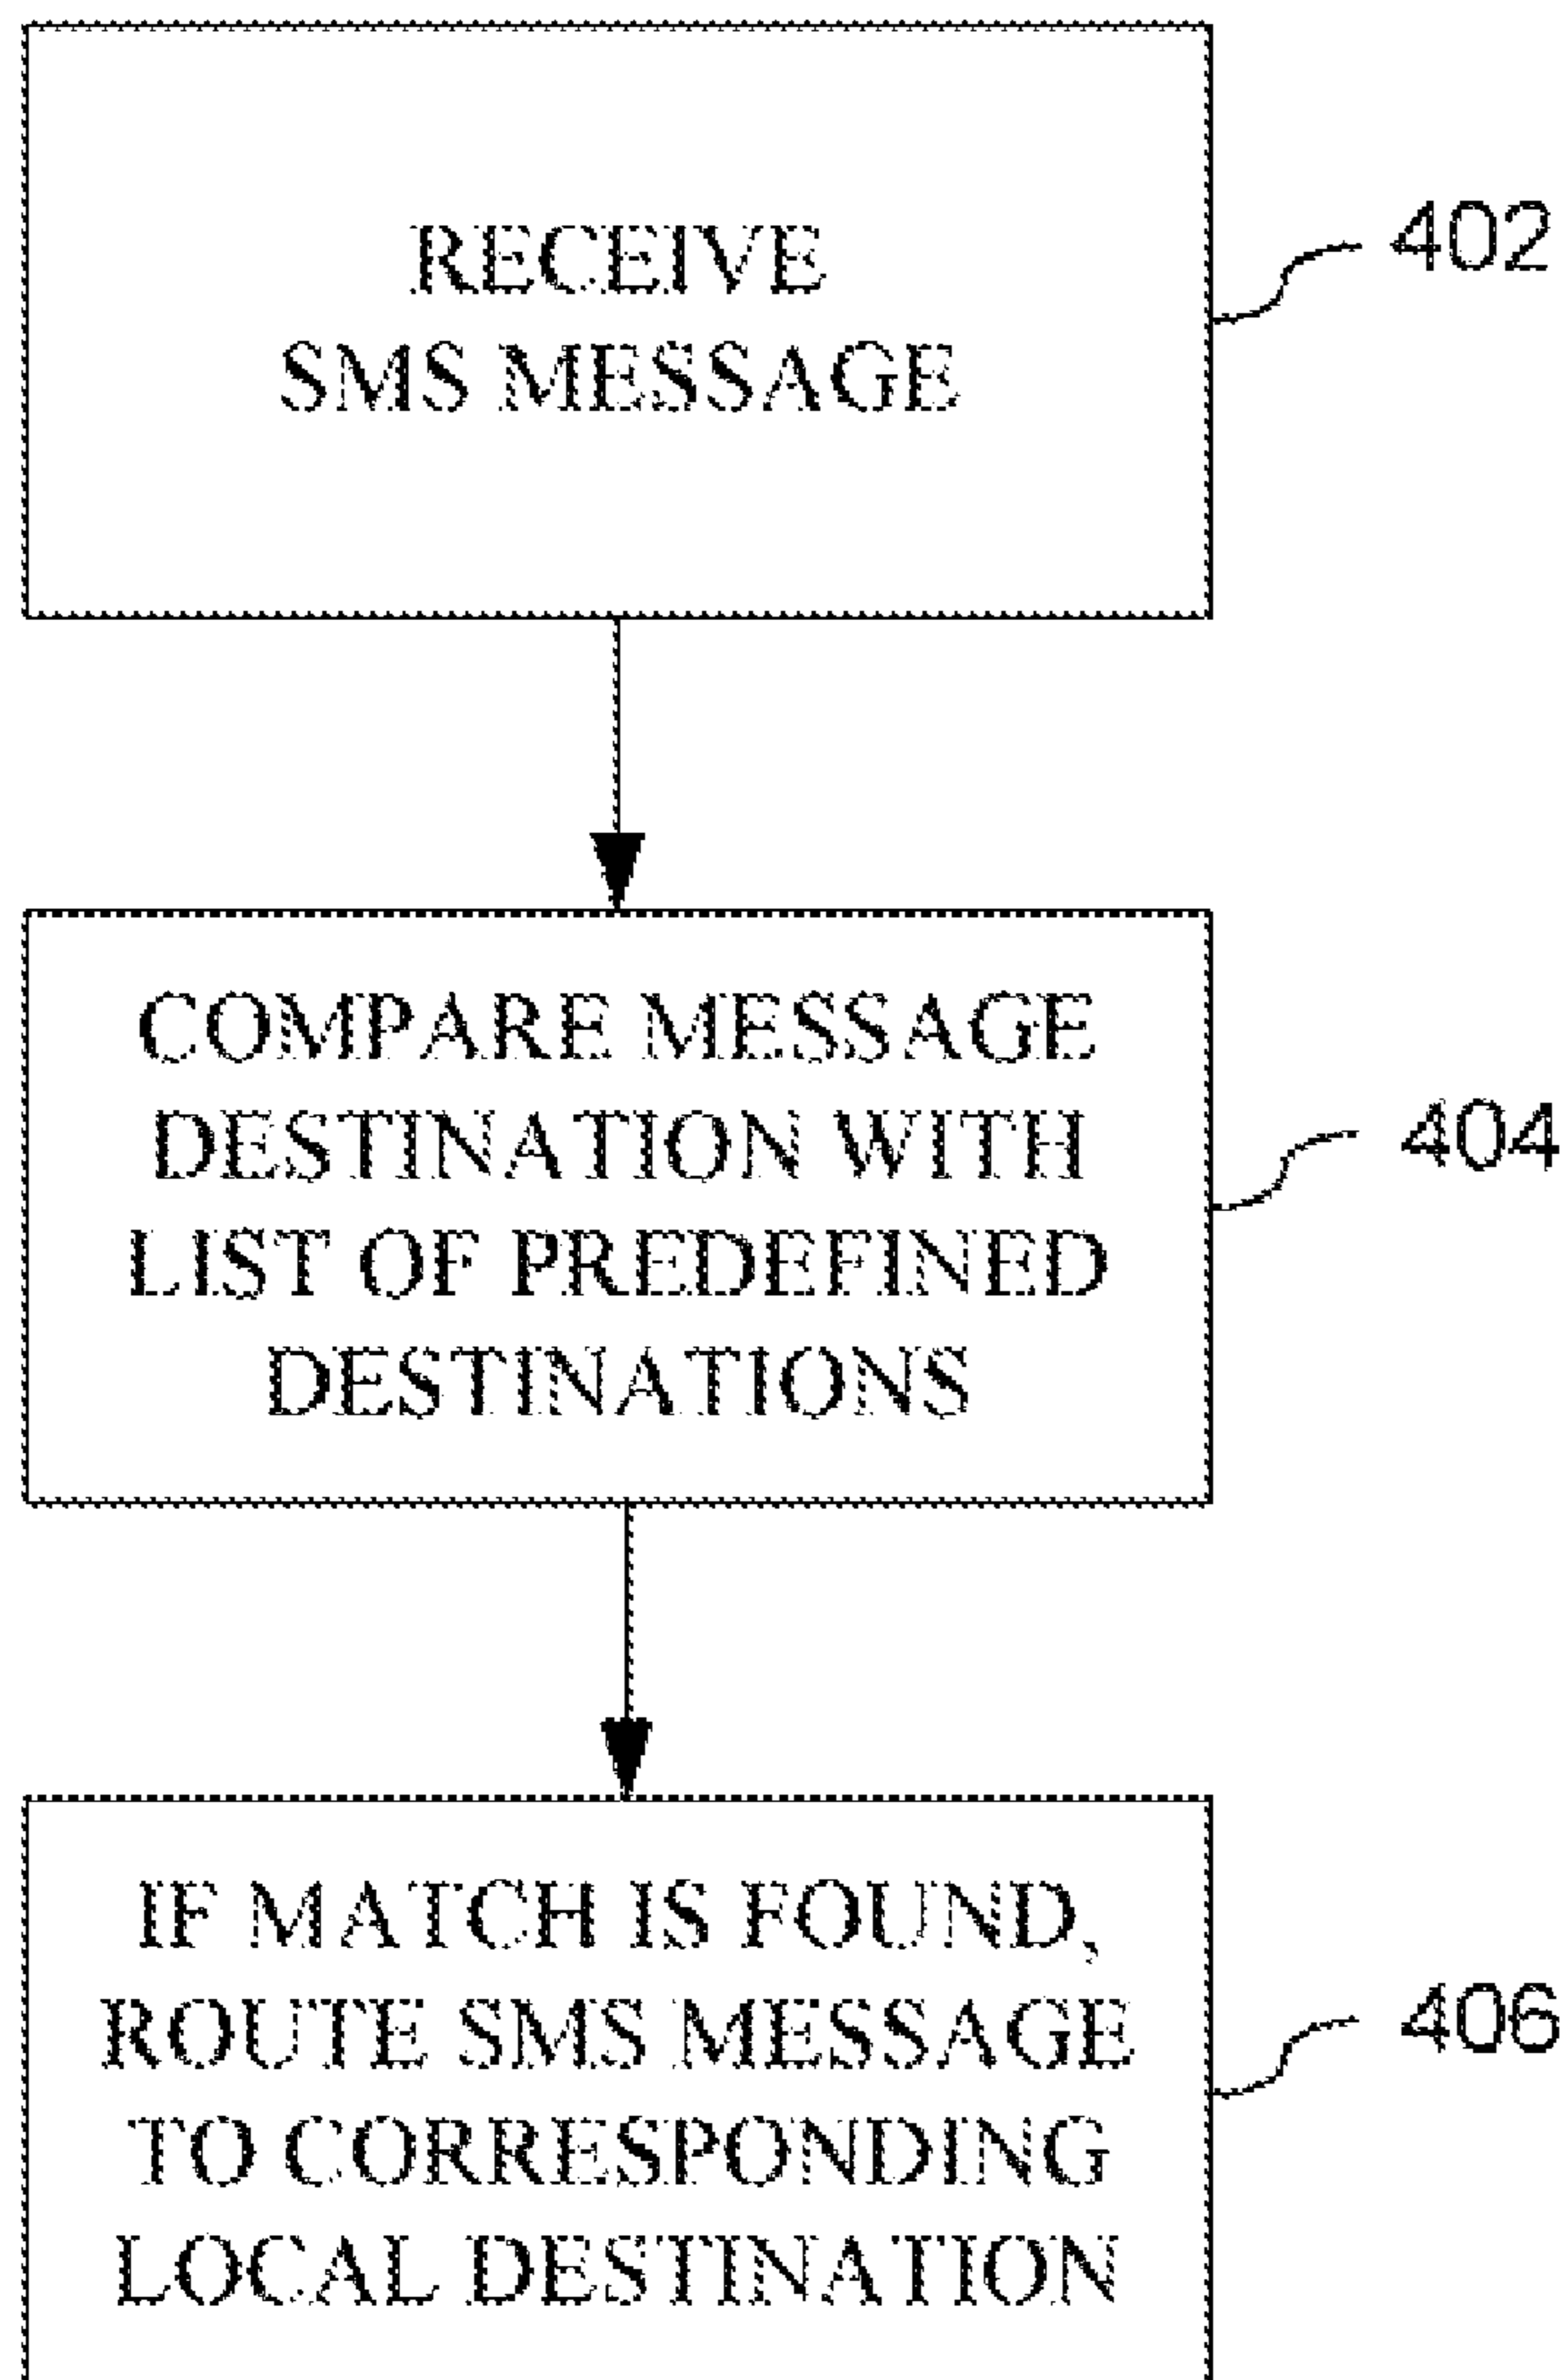 RECEIVE
SMS MESSAGE
402
COMPARE MESSAGE
DESTINATION WITH
LIST OF PREDEFINED
DESTINATIONS
404
IF MATCH IS FOUND,
ROUTE SMS MESSAGE
TO CORRESPONDING
LOCAL DESTINATION
406